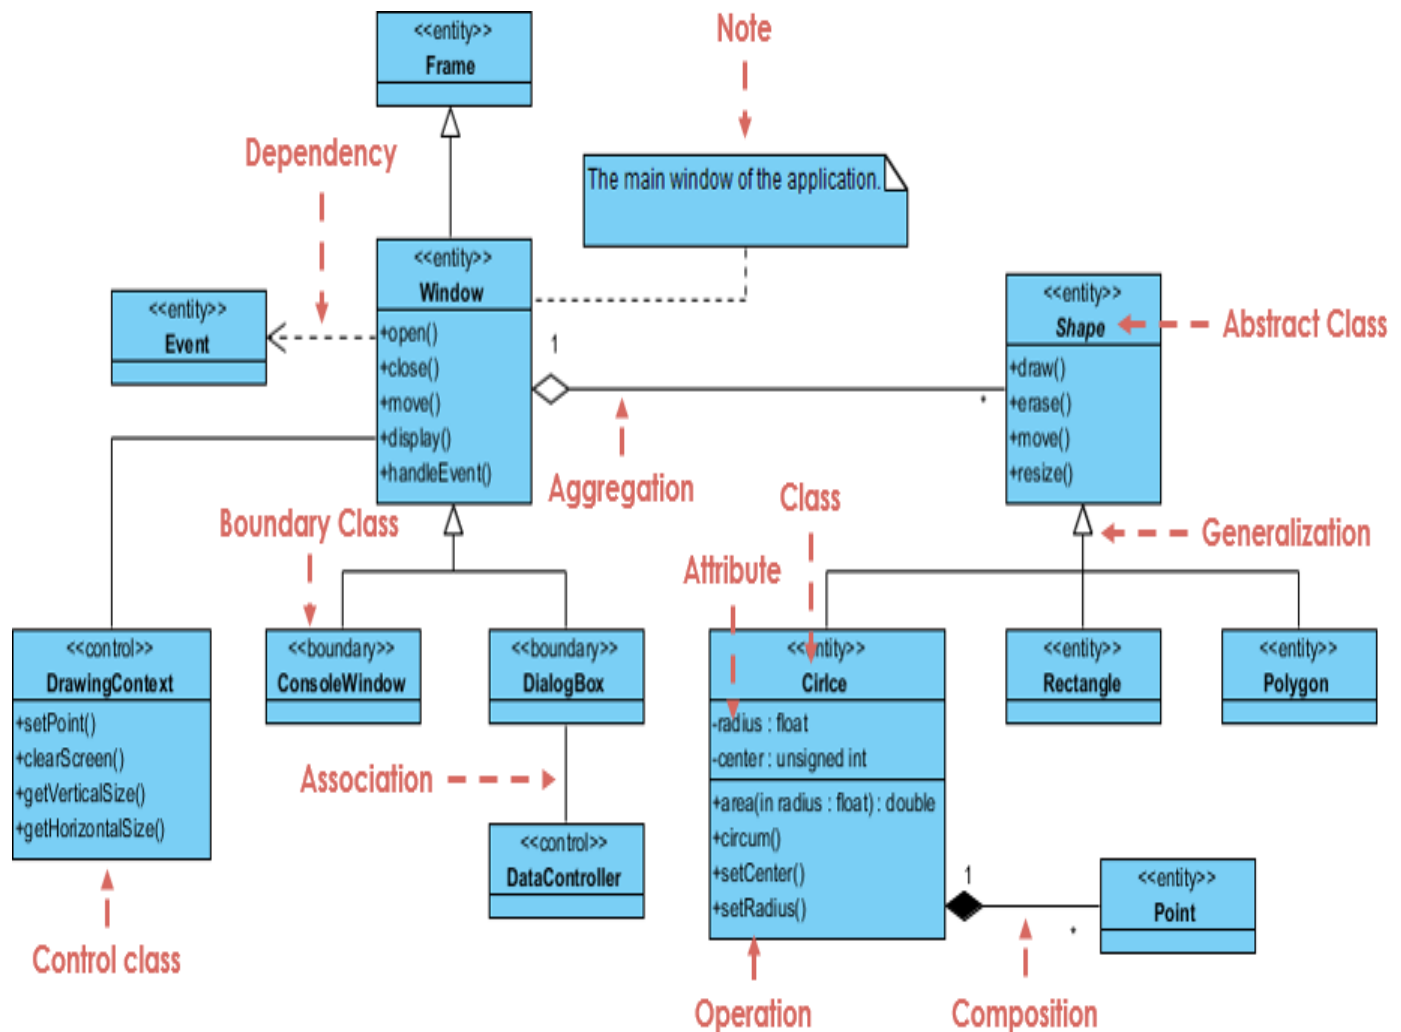 <<entity>>
Frame
Note
Dependency
The main window of the application.
<<entity>>
Window
+open()
+close()
+move()
+display()
+handleEvent()
<<entity>>
Event
1
*
<<entity>>
Shape
+draw()
+erase()
+move()
+resize()
Abstract Class
Aggregation
Class
Boundary Class
Generalization
Attribute
<<control>>
DrawingContext
+setPoint()
+clearScreen()
+getVerticalSize()
+getHorizontalSize()
<<boundary>>
ConsoleWindow
<<boundary>>
DialogBox
<<entity>>
Cirlce
-radius : float
-center : unsigned int
+area(in radius : float) : double
+circum()
+setCenter()
+setRadius()
<<entity>>
Rectangle
<<entity>>
Polygon
Association
<<control>>
DataController
1
*
<<entity>>
Point
Control class
Operation
Composition